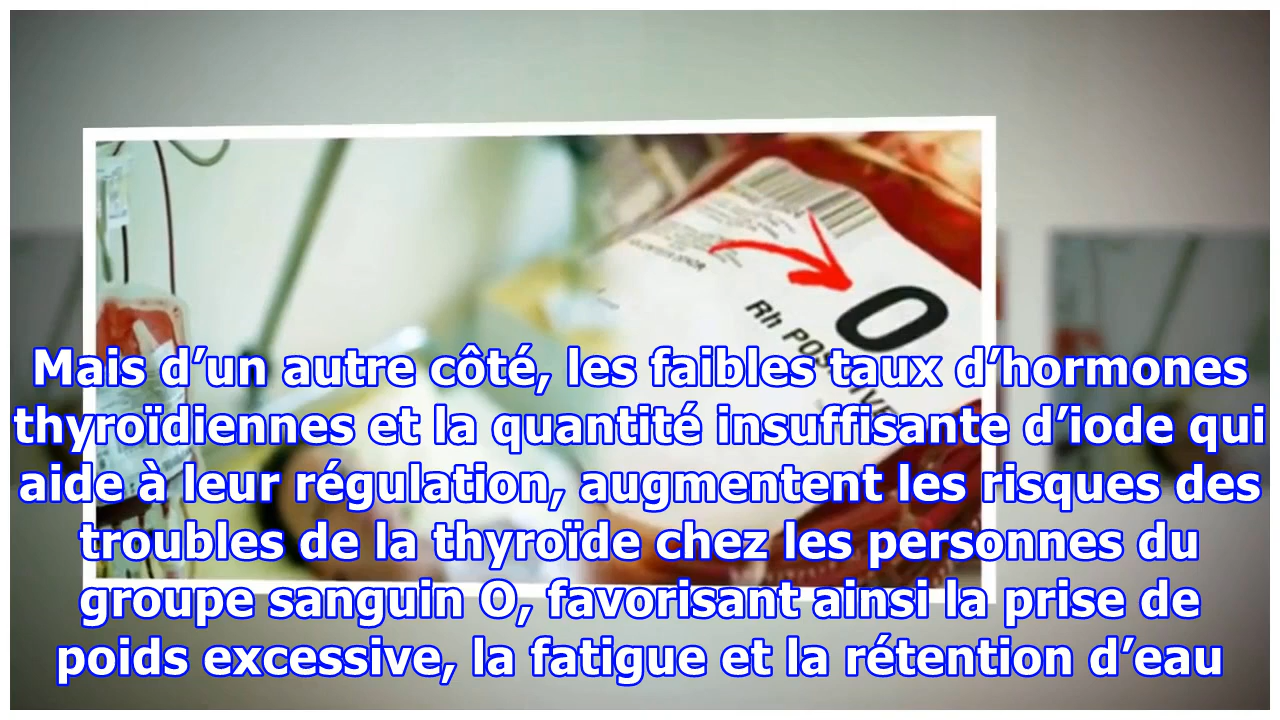 O
Rh POSITIVE
Mais d’un autre côté, les faibles taux d’hormones
thyroïdiennes et la quantité insuffisante d’iode qui
aide à leur régulation, augmentent les risques des
troubles de la thyroïde chez les personnes du
groupe sanguin O, favorisant ainsi la prise de
poids excessive, la fatigue et la rétention d’eau